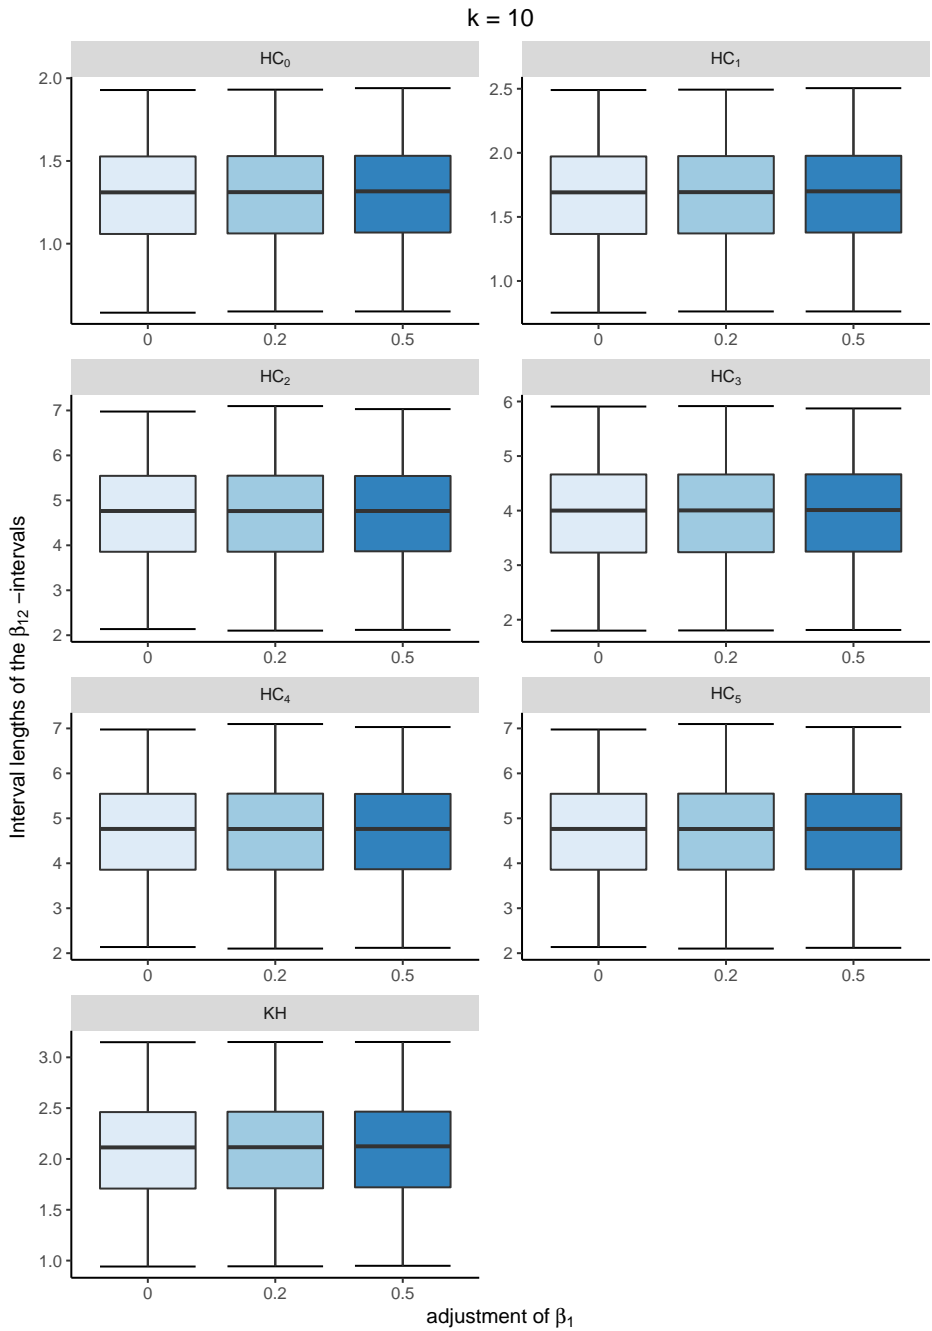 k = 10
HC₀
HC₁
2.0
1.5
1.0
2.5
2.0
1.5
1.0
0 0.2 0.5
0 0.2 0.5
HC₂
HC₃
7
6
5
4
3
2
6
5
4
3
2
0 0.2 0.5
0 0.2 0.5
Interval lengths of the β₁₂ −intervals
HC₄
HC₅
7
6
5
4
3
2
7
6
5
4
3
2
0 0.2 0.5
0 0.2 0.5
KH
3.0
2.5
2.0
1.5
1.0
0 0.2 0.5
adjustment of β₁